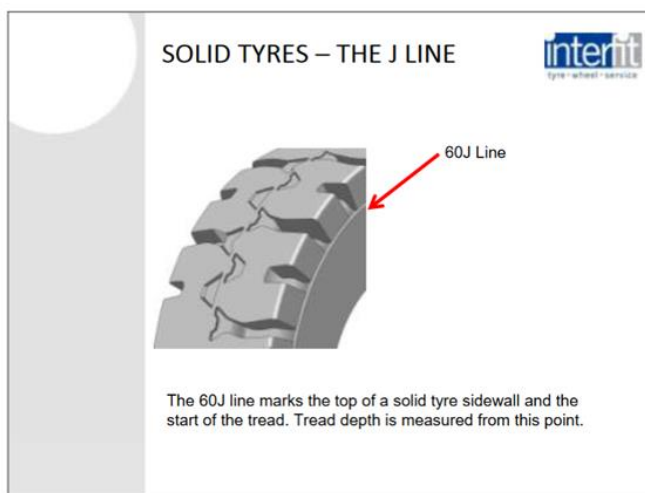 SOLID TYRES – THE J LINE
interfit
tyre • wheel • service
60J Line
The 60J line marks the top of a solid tyre sidewall and the
start of the tread. Tread depth is measured from this point.